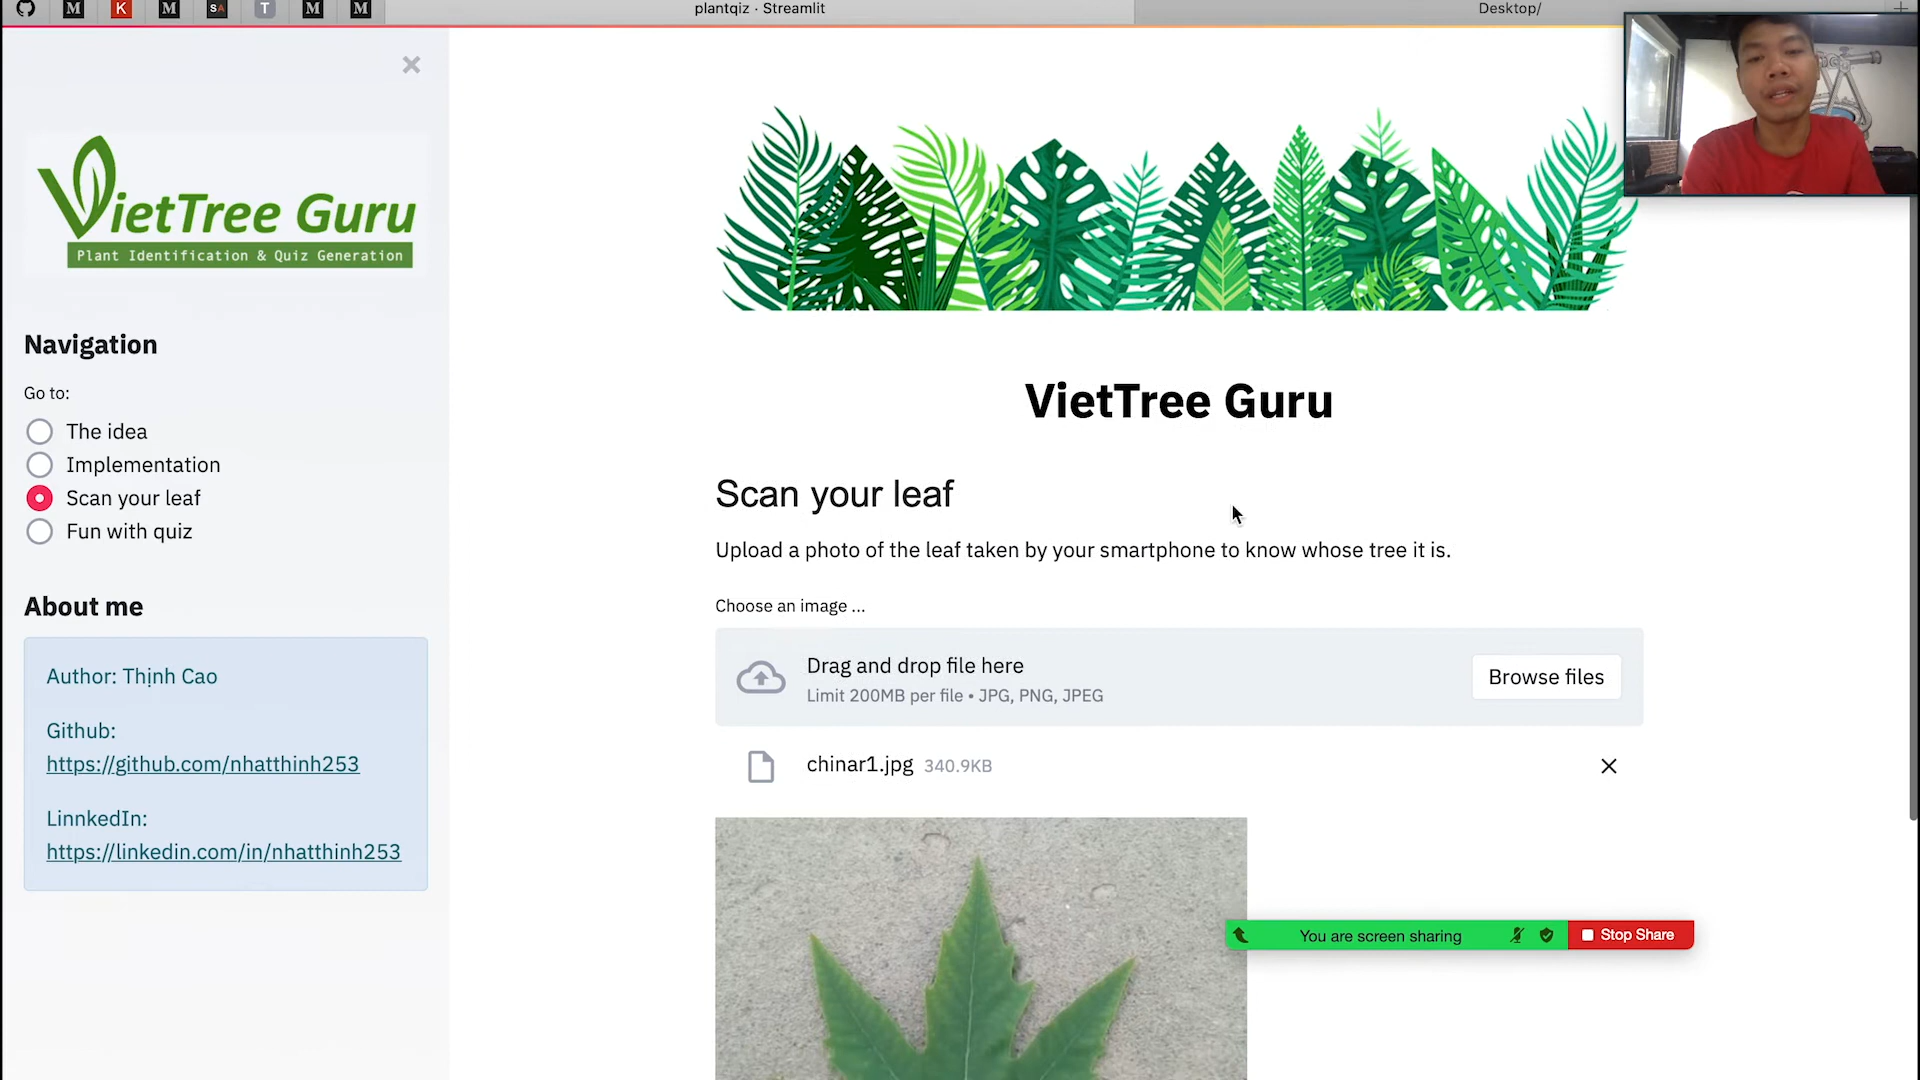 plantqiz · Streamlit
Desktop/
M
K
M
SA
T
M
M
VietTree Guru
Plant Identification & Quiz Generation
Navigation
Go to:
The idea
Implementation
Scan your leaf
Fun with quiz
About me
Author: Thịnh Cao
Github:
https://github.com/nhatthinh253
LinnkedIn:
https://linkedin.com/in/nhatthinh253
VietTree Guru
Scan your leaf
Upload a photo of the leaf taken by your smartphone to know whose tree it is.
Choose an image ...
Drag and drop file here
Limit 200MB per file • JPG, PNG, JPEG
Browse files
chinar1.jpg 340.9KB
You are screen sharing
Stop Share